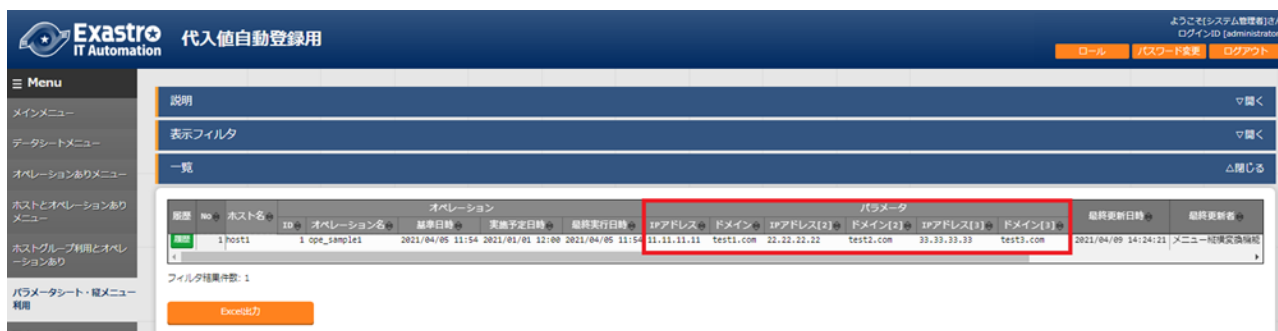 ようこそ[システム管理者]さ
ログインID [administrator
Exastro
IT Automation
代入値自動登録用
ロール パスワード変更 ログアウト
☰ Menu
メインメニュー
データシートメニュー
オペレーションありメニュー
ホストとオペレーションあり
メニュー
ホストグループ利用とオペレ
ーションあり
パラメータシート・縦メニュー
利用
説明 ▽開く
表示フィルタ ▽開く
一覧 △閉じる
履歴 No ホスト名 オペレーション パラメータ 最終更新日時 最終更新者
ID オペレーション名 基準日時 実施予定日時 最終実行日時 IPアドレス ドメイン IPアドレス[2] ドメイン[2] IPアドレス[3] ドメイン[3]
履歴 1 host1 1 ope_sample1 2021/04/05 11:54 2021/01/01 12:00 2021/04/05 11:54 11.11.11.11 test1.com 22.22.22.22 test2.com 33.33.33.33 test3.com 2021/04/09 14:24:21 メニュー縦横変換機能
フィルタ結果件数: 1
Excel出力